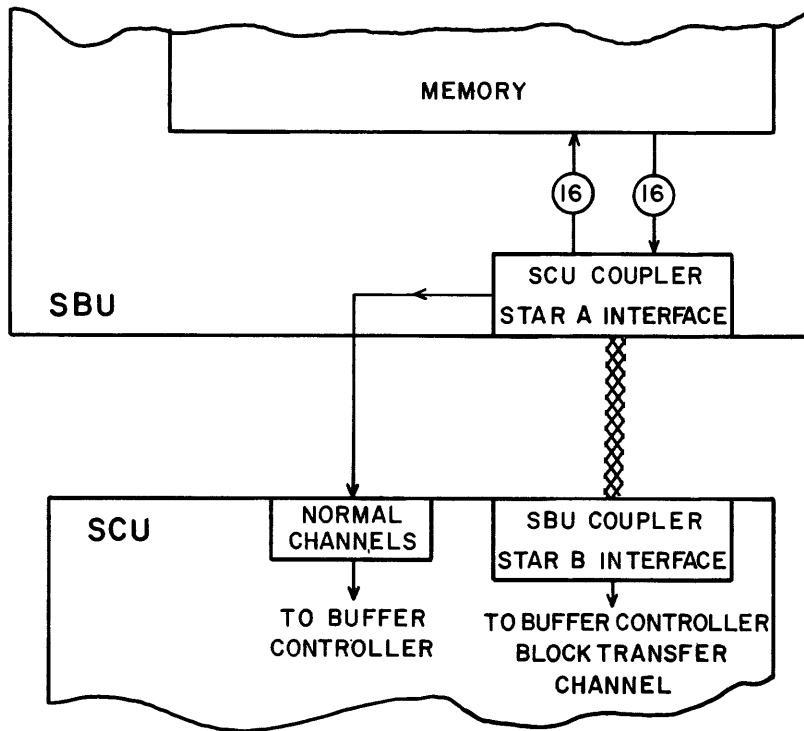 MEMORY
16
16
SCU COUPLER
STAR A INTERFACE
SBU
SCU
NORMAL
CHANNELS
SBU COUPLER
STAR B INTERFACE
TO BUFFER
CONTROLLER
TO BUFFER CONTROLLER
BLOCK TRANSFER
CHANNEL